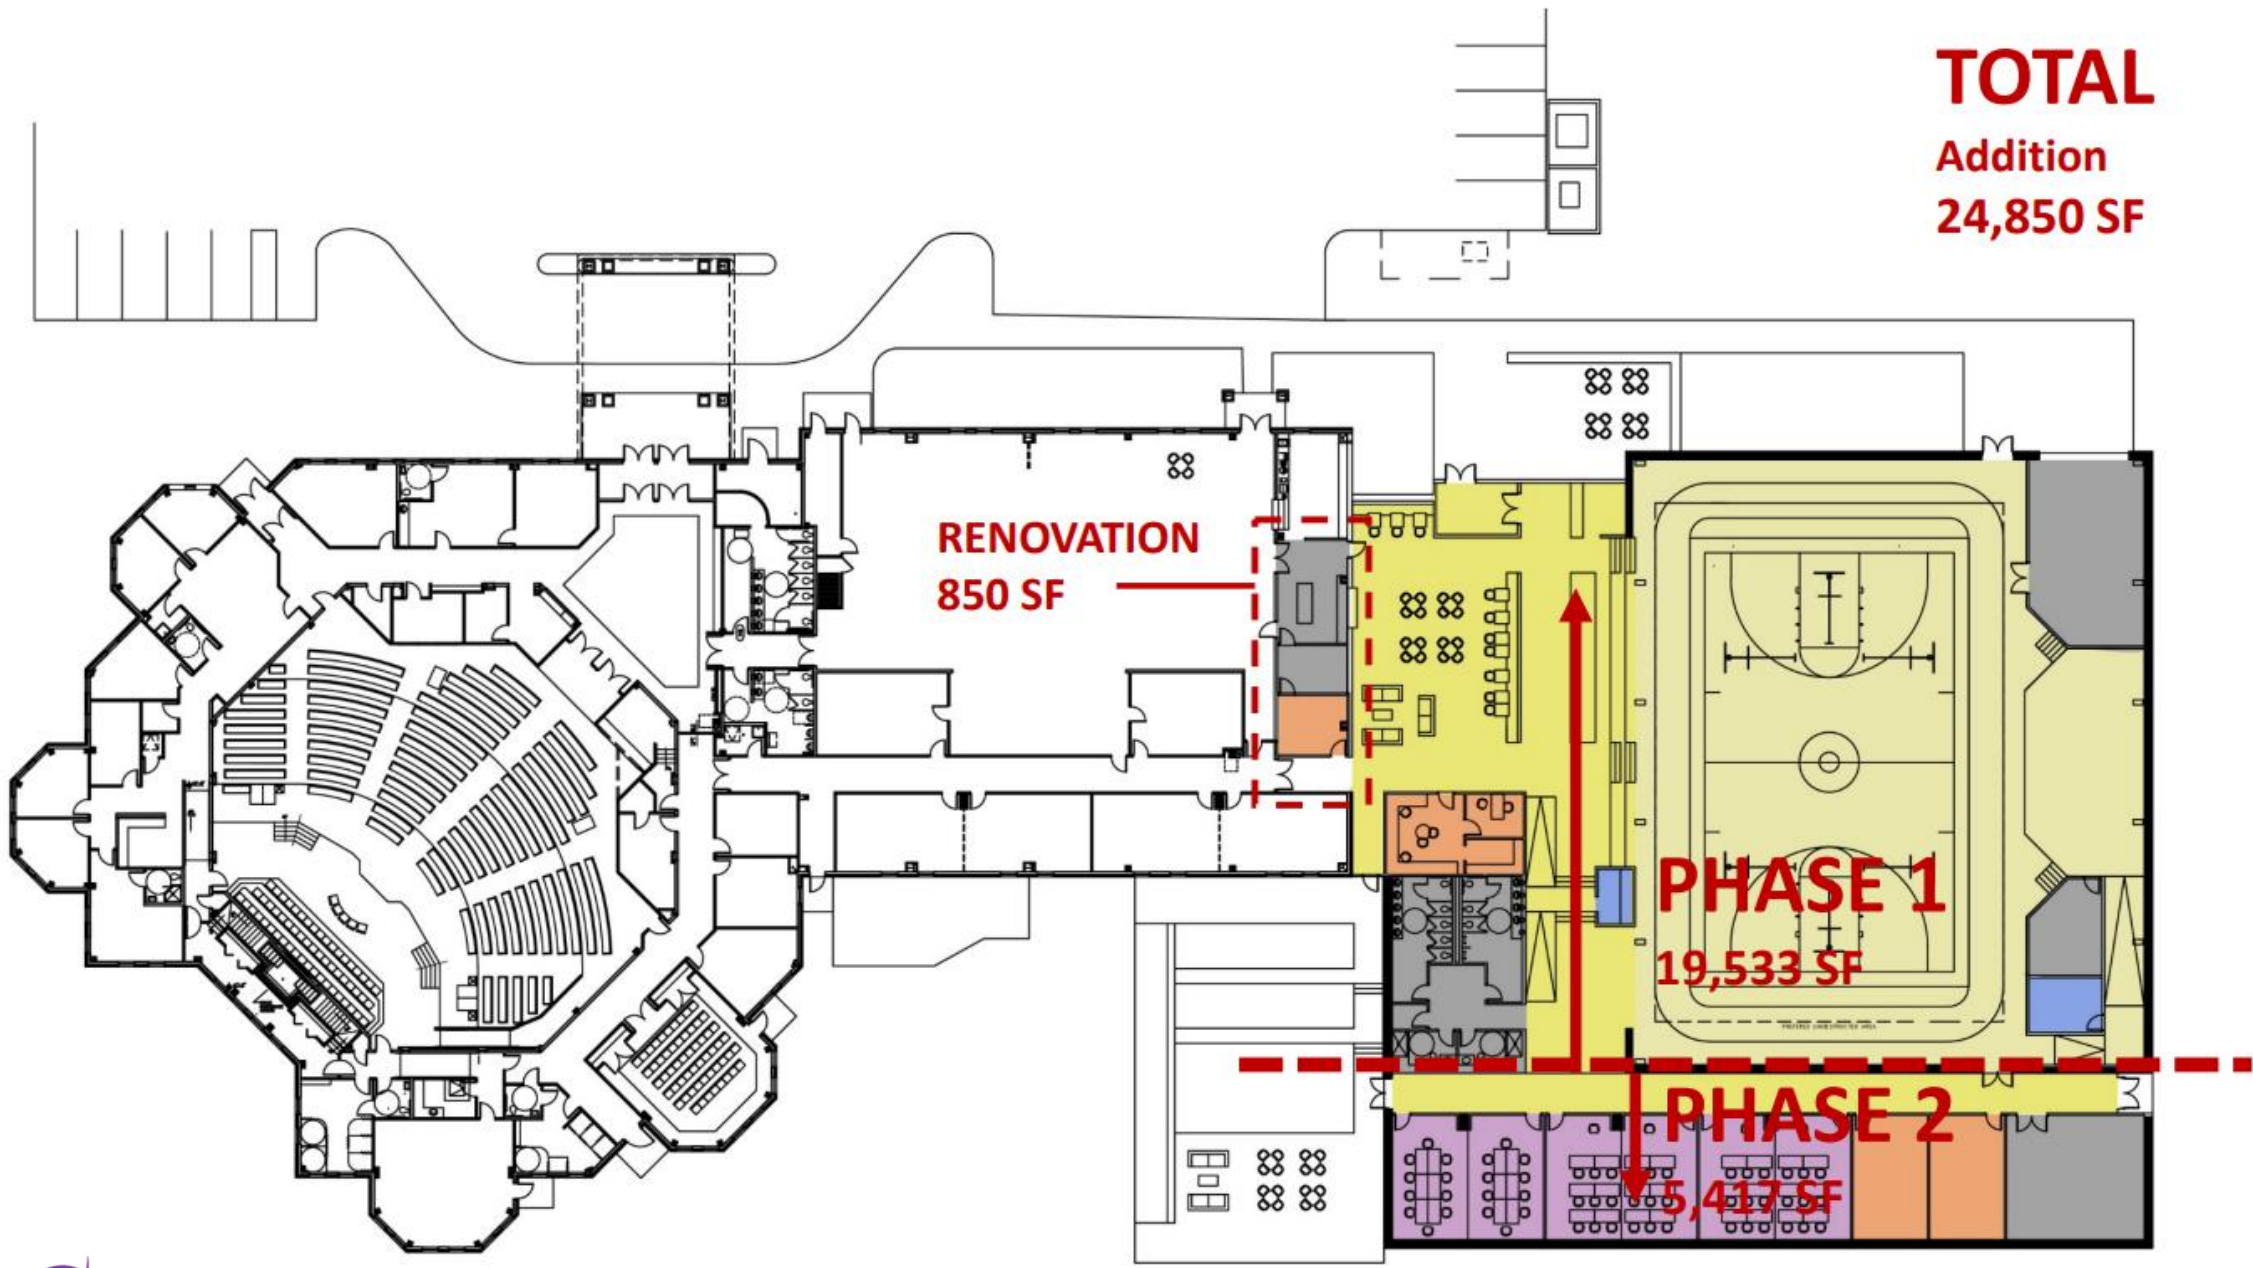 TOTAL
Addition
24,850 SF
RENOVATION
850 SF
PHASE 1
19,533 SF
PHASE 2
5,417 SF